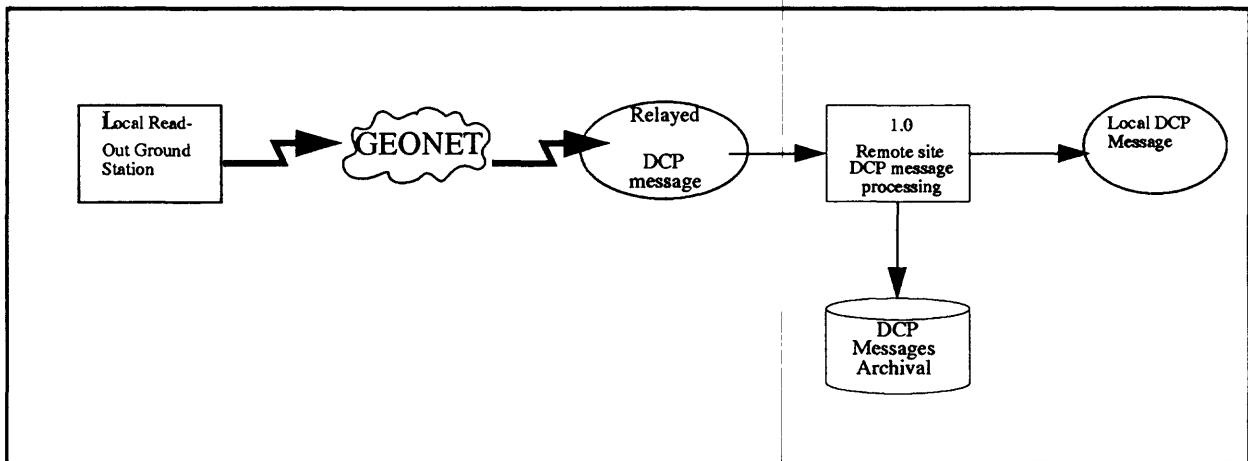 Local Read-
Out Ground
Station
GEONET
Relayed
DCP
message
1.0
Remote site
DCP message
processing
Local DCP
Message
DCP
Messages
Archival